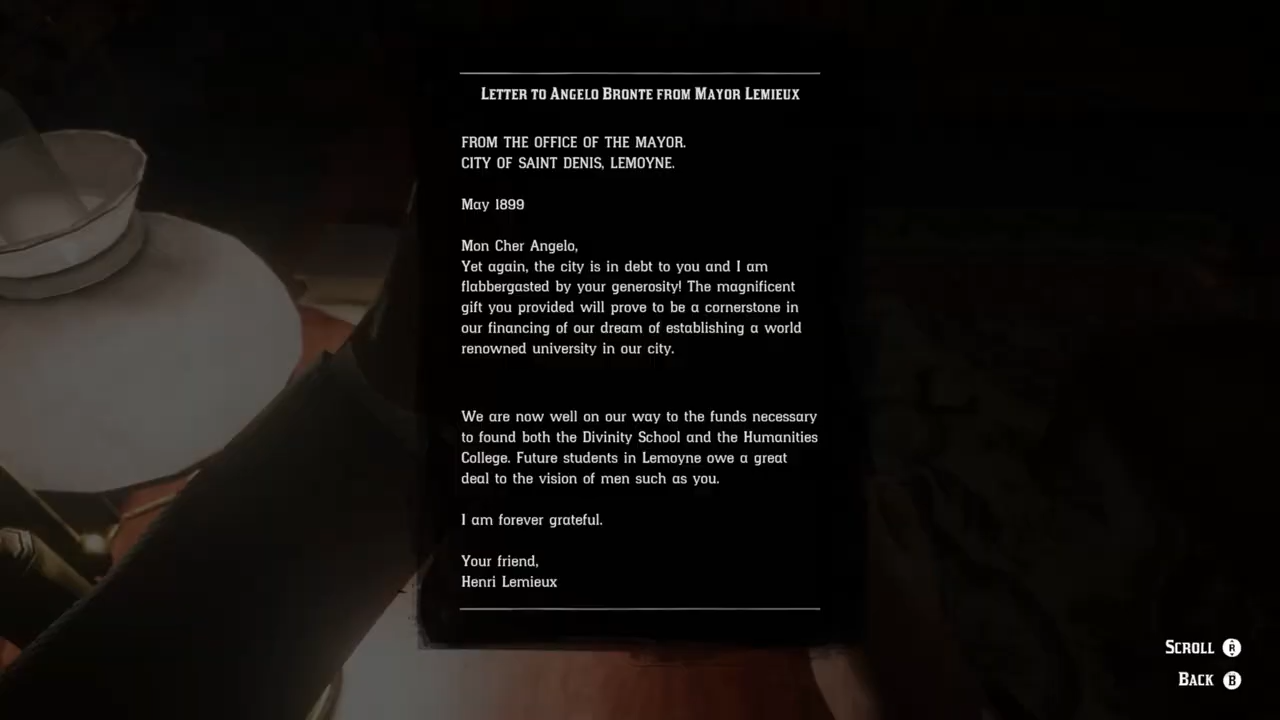 Letter to Angelo Bronte from Mayor Lemieux
FROM THE OFFICE OF THE MAYOR.
CITY OF SAINT DENIS, LEMOYNE.
May 1899
Mon Cher Angelo,
Yet again, the city is in debt to you and I am
flabbergasted by your generosity! The magnificent
gift you provided will prove to be a cornerstone in
our financing of our dream of establishing a world
renowned university in our city.
We are now well on our way to the funds necessary
to found both the Divinity School and the Humanities
College. Future students in Lemoyne owe a great
deal to the vision of men such as you.
I am forever grateful.
Your friend,
Henri Lemieux
Scroll R
Back B